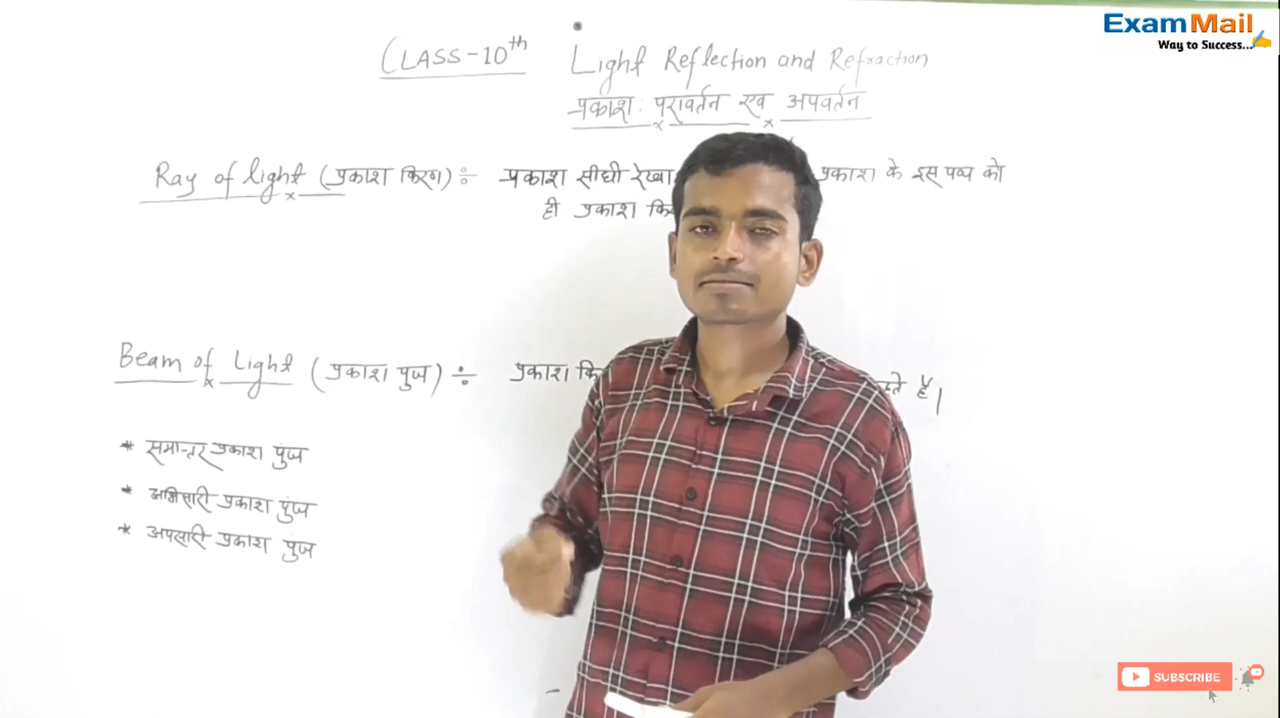 ExamMail
Way to Success...
CLASS-10th Light Reflection and Refraction
प्रकाश: परावर्तन एव अपवर्तन
Ray of light (प्रकाश किरण) ÷ प्रकाश सीधी रेखा प्रकाश के इस पथ को
ही प्रकाश
Beam of Light (प्रकाश पुंज) ÷ प्रकाश हैं।
* समान्तर प्रकाश पुंज
* अभिसारी प्रकाश पुंज
* अपसारी प्रकाश पुंज
SUBSCRIBE